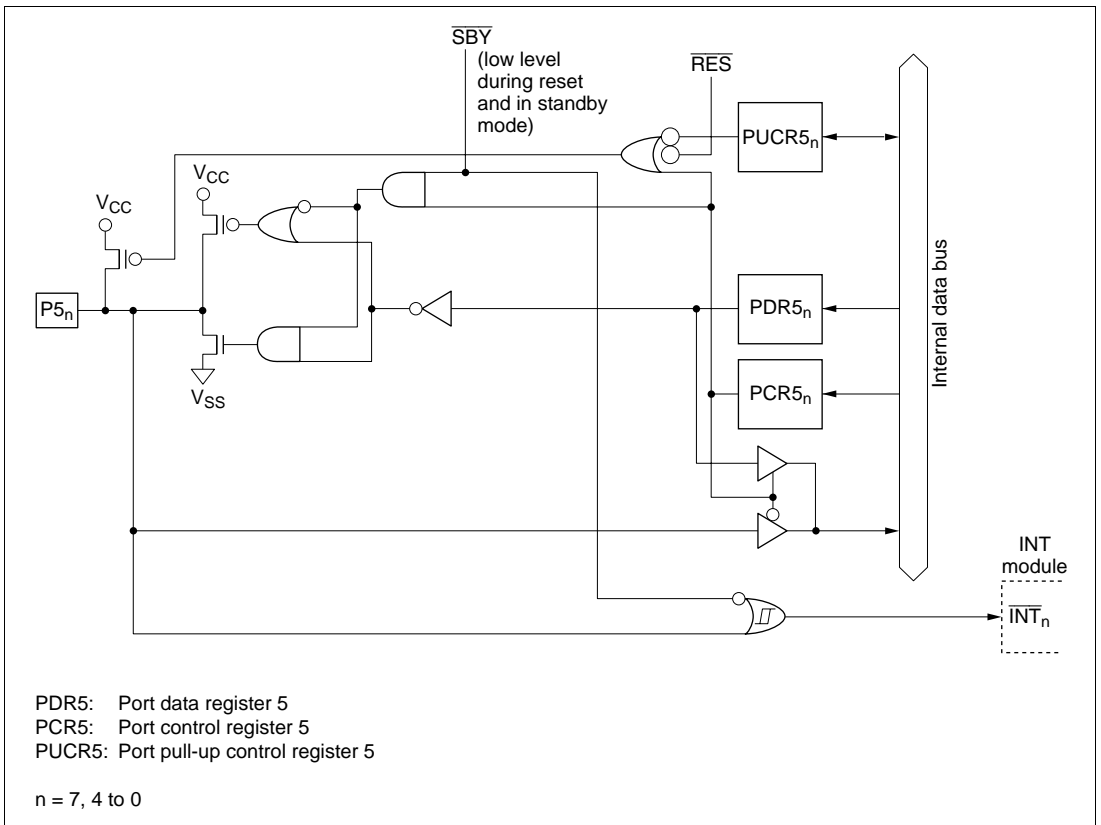 SBY
(low level
during reset
and in standby
mode)
RES
PUCR5n
VCC
VCC
P5n
PDR5n
Internal data bus
PCR5n
VSS
INT
module
INTn
PDR5: Port data register 5
PCR5: Port control register 5
PUCR5: Port pull-up control register 5
n = 7, 4 to 0